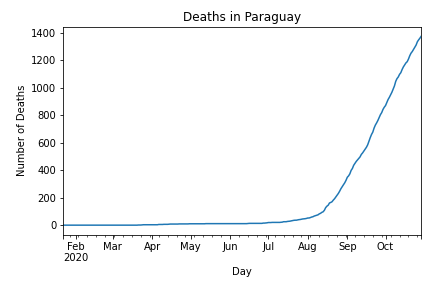 Deaths in Paraguay
Number of Deaths
1400
1200
1000
800
600
400
200
0
Feb Mar Apr May Jun Jul Aug Sep Oct
2020
Day